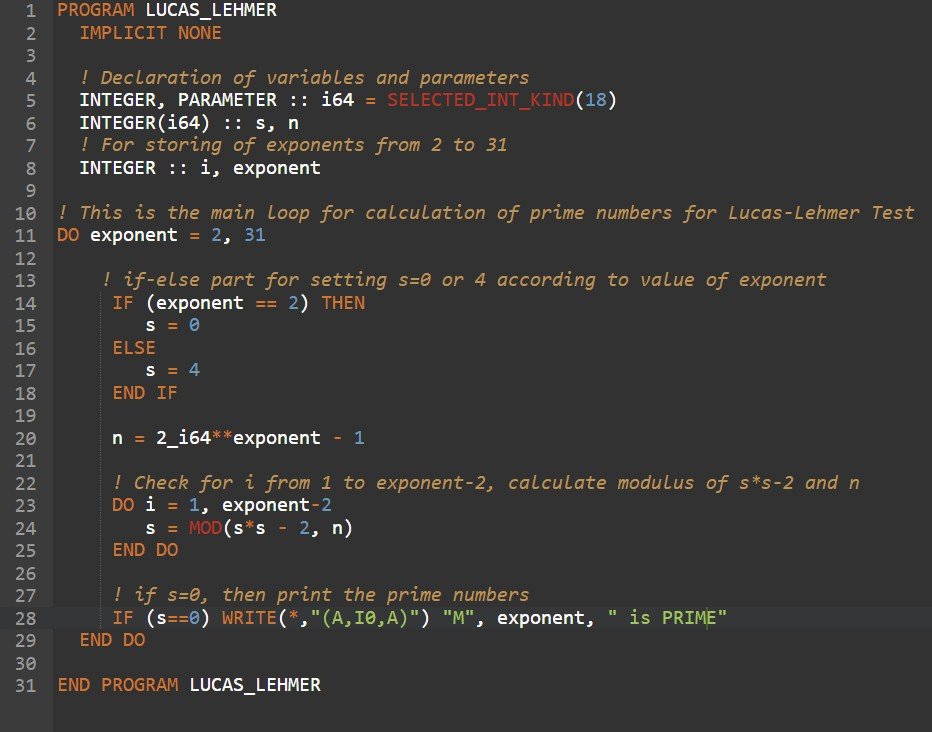 1 PROGRAM LUCAS_LEHMER
2   IMPLICIT NONE
3
4   ! Declaration of variables and parameters
5   INTEGER, PARAMETER :: i64 = SELECTED_INT_KIND(18)
6   INTEGER(i64) :: s, n
7   ! For storing of exponents from 2 to 31
8   INTEGER :: i, exponent
9
10 ! This is the main loop for calculation of prime numbers for Lucas-Lehmer Test
11 DO exponent = 2, 31
12
13     ! if-else part for setting s=0 or 4 according to value of exponent
14      IF (exponent == 2) THEN
15         s = 0
16      ELSE
17         s = 4
18      END IF
19
20      n = 2_i64**exponent - 1
21
22      ! Check for i from 1 to exponent-2, calculate modulus of s*s-2 and n
23      DO i = 1, exponent-2
24         s = MOD(s*s - 2, n)
25      END DO
26
27      ! if s=0, then print the prime numbers
28      IF (s==0) WRITE(*,"(A,I0,A)") "M", exponent, " is PRIME"
29   END DO
30
31 END PROGRAM LUCAS_LEHMER